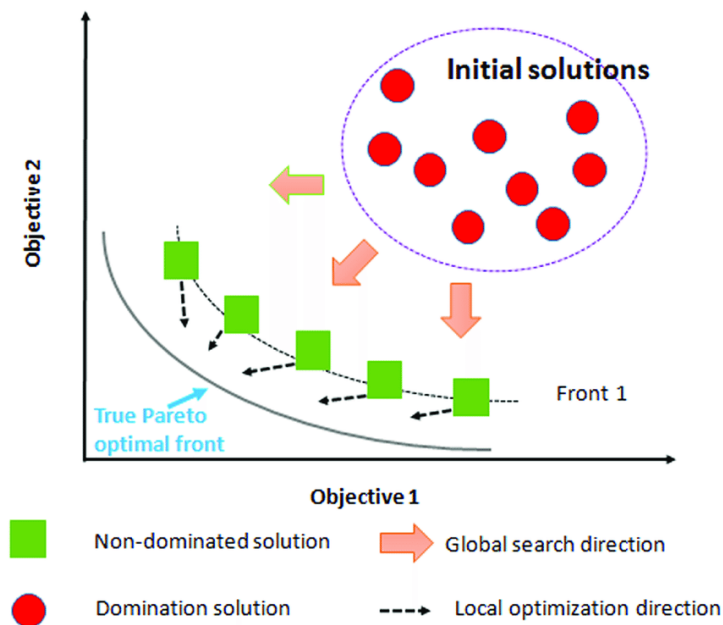 Initial solutions
Objective 2
Front 1
True Pareto
optimal front
Objective 1
Non-dominated solution
Global search direction
Domination solution
Local optimization direction